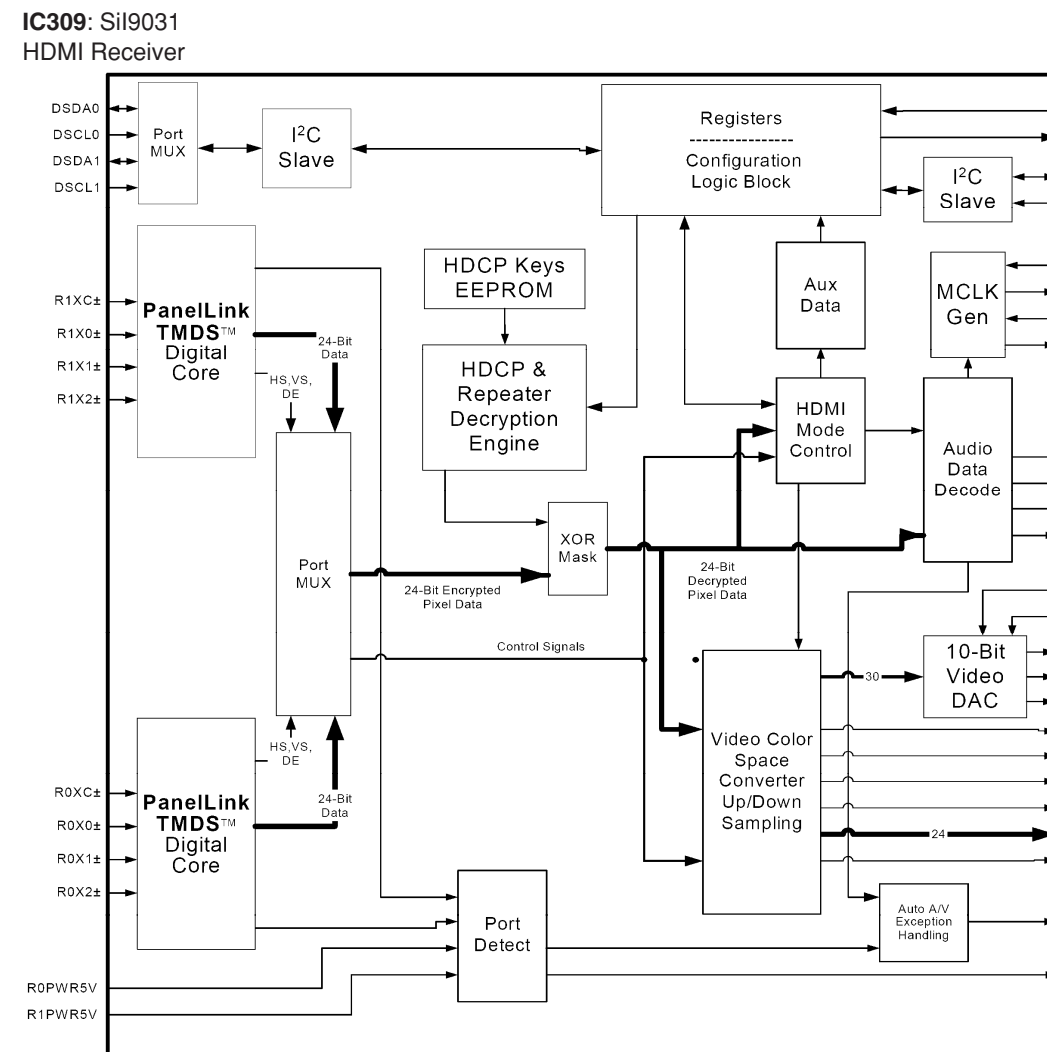 IC309: SiI9031
HDMI Receiver
DSDA0
DSCL0
DSDA1
DSCL1
Port
MUX
I²C
Slave
Registers
Configuration
Logic Block
I²C
Slave
R1XC±
R1X0±
R1X1±
R1X2±
PanelLink
TMDS™
Digital
Core
24-Bit
Data
HS,VS,
DE
HDCP Keys
EEPROM
HDCP &
Repeater
Decryption
Engine
Aux
Data
MCLK
Gen
HDMI
Mode
Control
Audio
Data
Decode
Port
MUX
24-Bit Encrypted
Pixel Data
XOR
Mask
24-Bit
Decrypted
Pixel Data
Control Signals
10-Bit
Video
DAC
30
Video Color
Space
Converter
Up/Down
Sampling
24
HS,VS,
DE
24-Bit
Data
R0XC±
R0X0±
R0X1±
R0X2±
PanelLink
TMDS™
Digital
Core
Port
Detect
Auto A/V
Exception
Handling
R0PWR5V
R1PWR5V